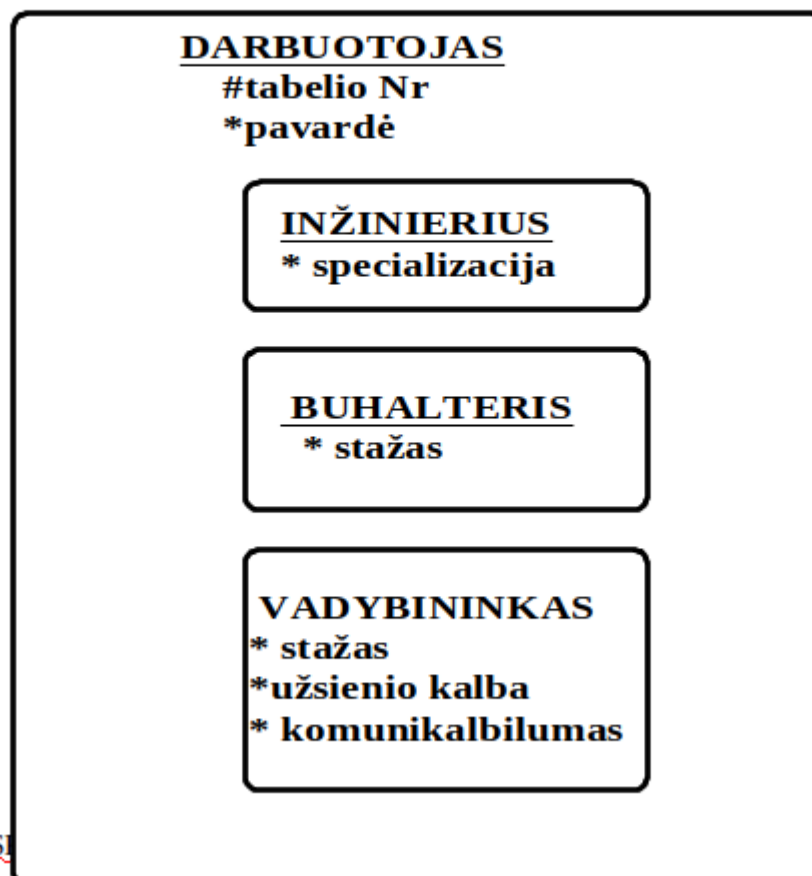 DARBUOTOJAS
#tabelio Nr
*pavardė
INŽINIERIUS
* specializacija
BUHALTERIS
* stažas
VADYBININKAS
* stažas
*užsienio kalba
* komunikalbilumas